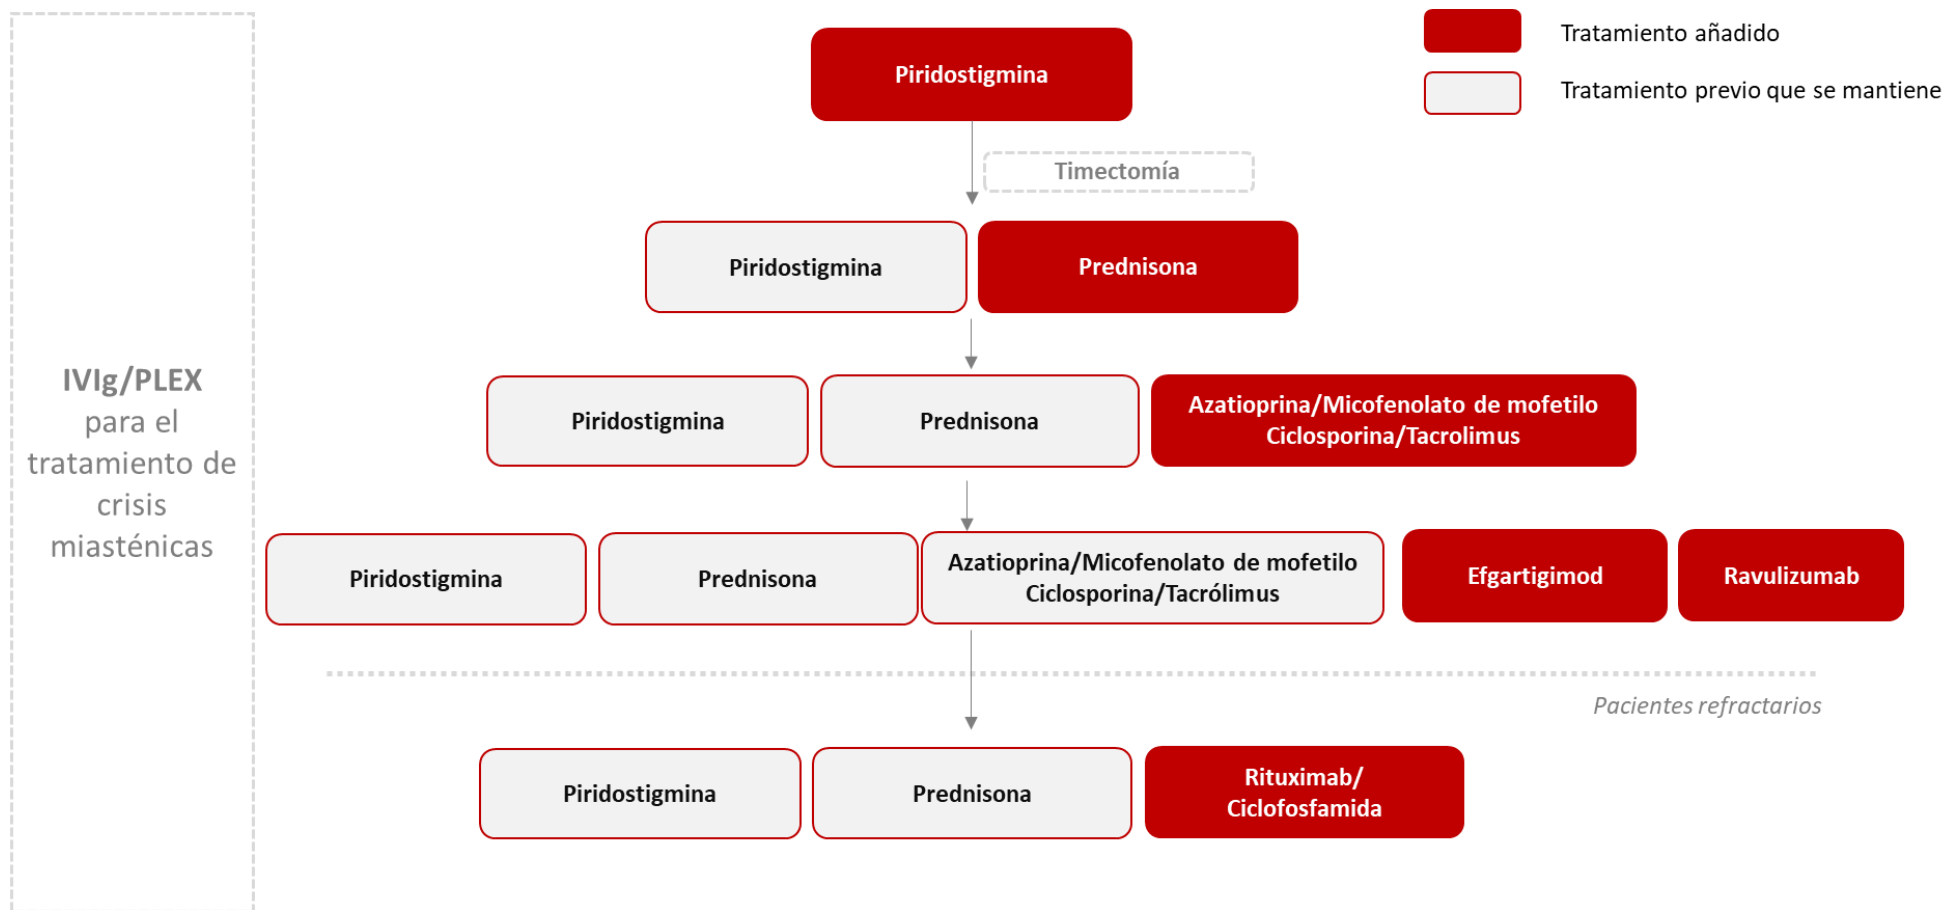 Tratamiento añadido
Tratamiento previo que se mantiene
Piridostigmina
Timectomía
Piridostigmina
Prednisona
Piridostigmina
Prednisona
Azatioprina/Micofenolato de mofetilo
Ciclosporina/Tacrolimus
IVIg/PLEX
para el
tratamiento de
crisis
miasténicas
Piridostigmina
Prednisona
Azatioprina/Micofenolato de mofetilo
Ciclosporina/Tacrólimus
Efgartigimod
Ravulizumab
Pacientes refractarios
Piridostigmina
Prednisona
Rituximab/
Ciclofosfamida